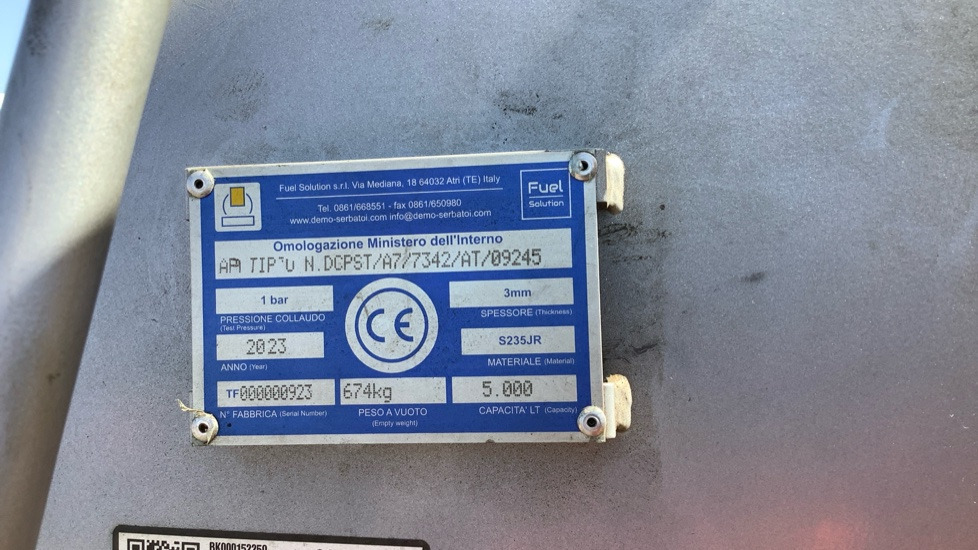 Fuel Solution s.r.l. Via Mediana, 18 64032 Atri (TE) Italy
Tel. 0861/668551 - fax 0861/650980
www.demo-serbatoi.com info@demo-serbatoi.com
Fuel
Solution
Omologazione Ministero dell'Interno
N.DCPST/A7/7342/AT/09245
1 bar
PRESSIONE COLLAUDO
(Test Pressure)
2023
ANNO (Year)
TF000000923
N° FABBRICA (Serial Number)
CE
674kg
PESO A VUOTO
(Empty weight)
3mm
SPESSORE (Thickness)
S235JR
MATERIALE (Material)
5.000
CAPACITA' LT (Capacity)
BK000152250